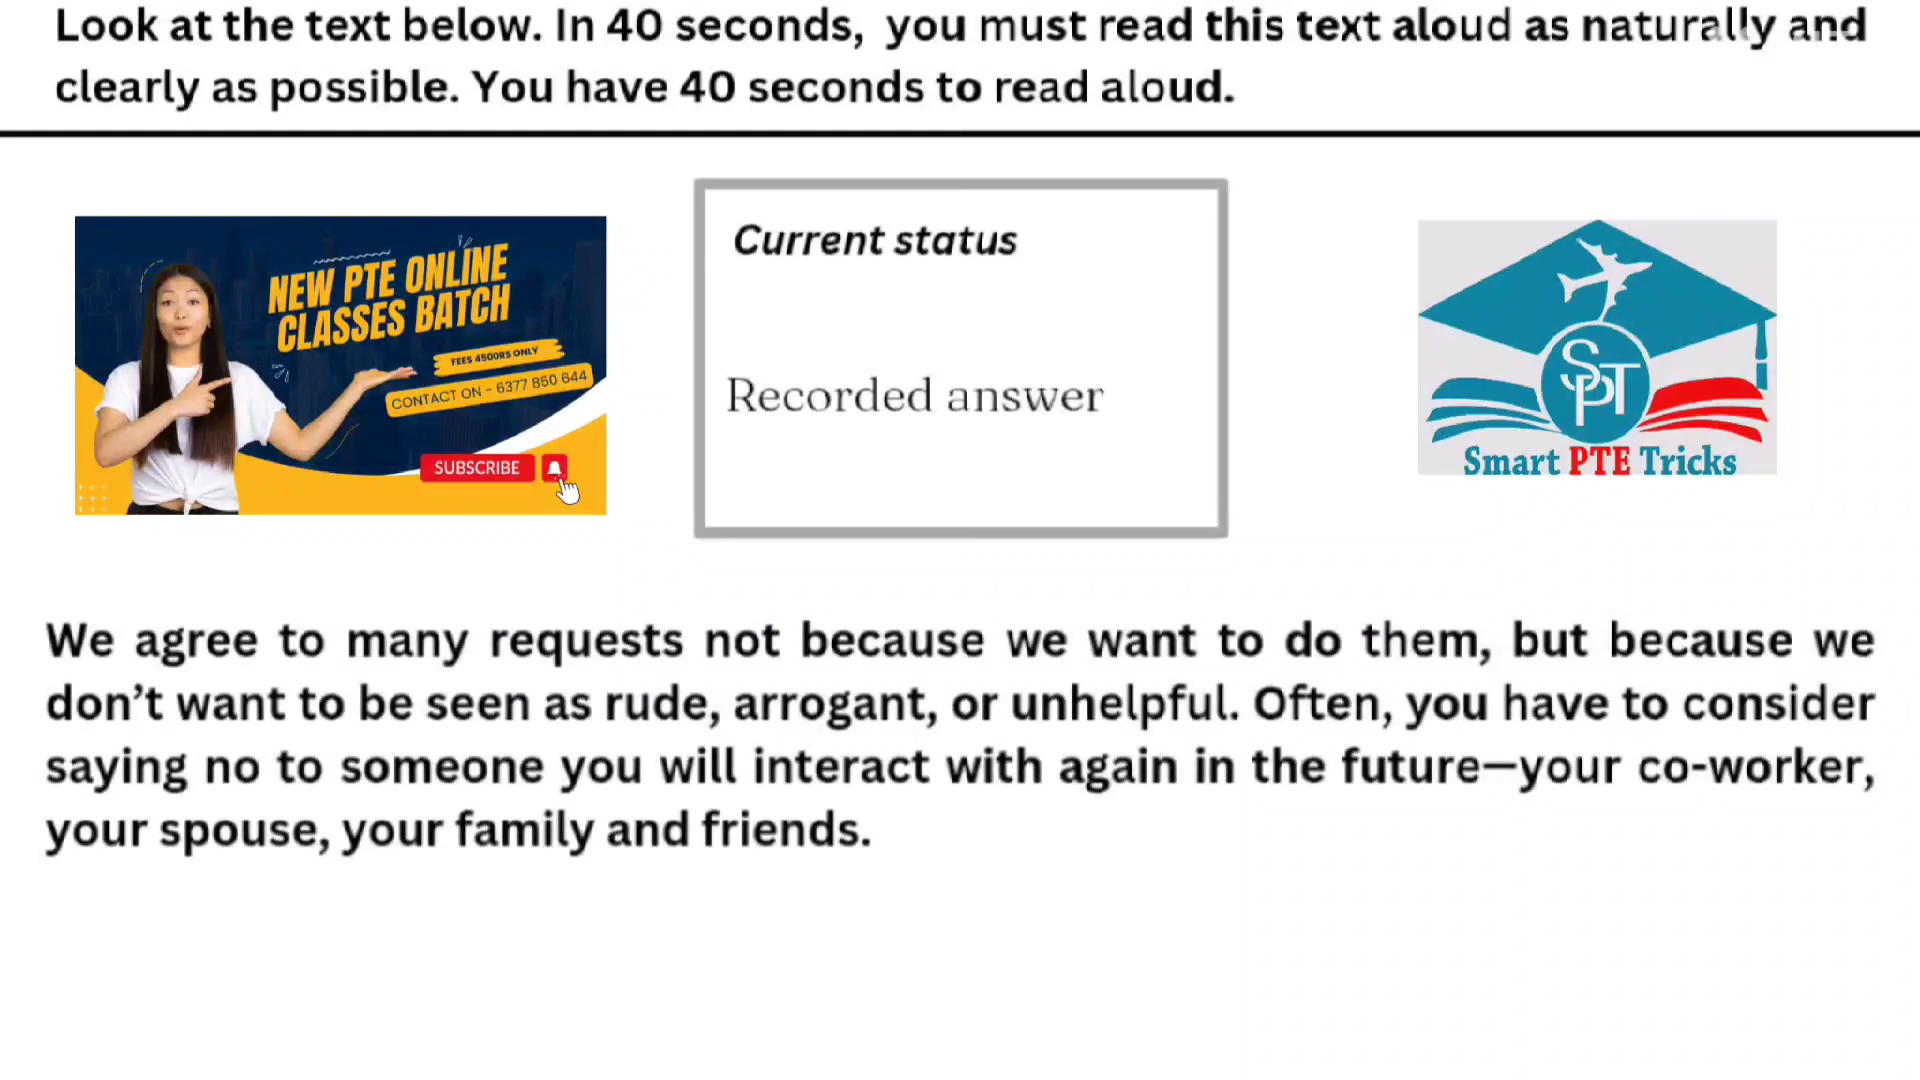 Look at the text below. In 40 seconds, you must read this text aloud as naturally and
clearly as possible. You have 40 seconds to read aloud.
NEW PTE ONLINE
CLASSES BATCH
FEES 4500RS ONLY
CONTACT ON - 6377 850 644
SUBSCRIBE
Current status
Recorded answer
SPT
Smart PTE Tricks
We agree to many requests not because we want to do them, but because we
don’t want to be seen as rude, arrogant, or unhelpful. Often, you have to consider
saying no to someone you will interact with again in the future—your co-worker,
your spouse, your family and friends.